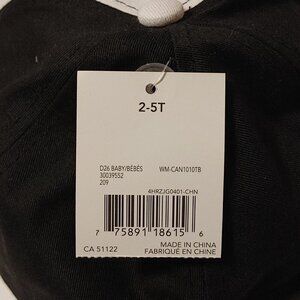 2-5T
D26 BABY/BÉBÉS WM-CAN1010TB
30039552
209
4HRZJG0401-CHN
7 75891 18615 6
CA 51122
MADE IN CHINA
FABRIQUÉ EN CHINE